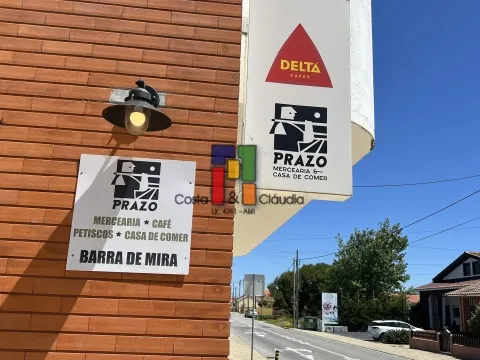 DELTA
CAFÉS
PRAZO
MERCEARIA &
CASA DE COMER
PRAZO
MERCEARIA ★ CAFÉ
PETISCOS ★ CASA DE COMER
BARRA DE MIRA
Costa & Cláudia
Lic. 4291 - AMI